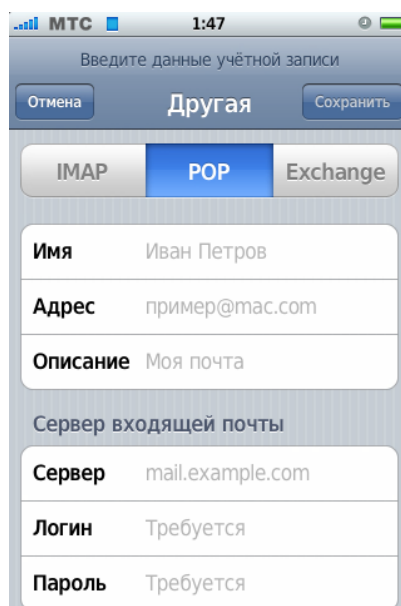 МТС 1:47
Введите данные учётной записи
Отмена Другая Сохранить
IMAP POP Exchange
Имя Иван Петров
Адрес пример@mac.com
Описание Моя почта
Сервер входящей почты
Сервер mail.example.com
Логин Требуется
Пароль Требуется